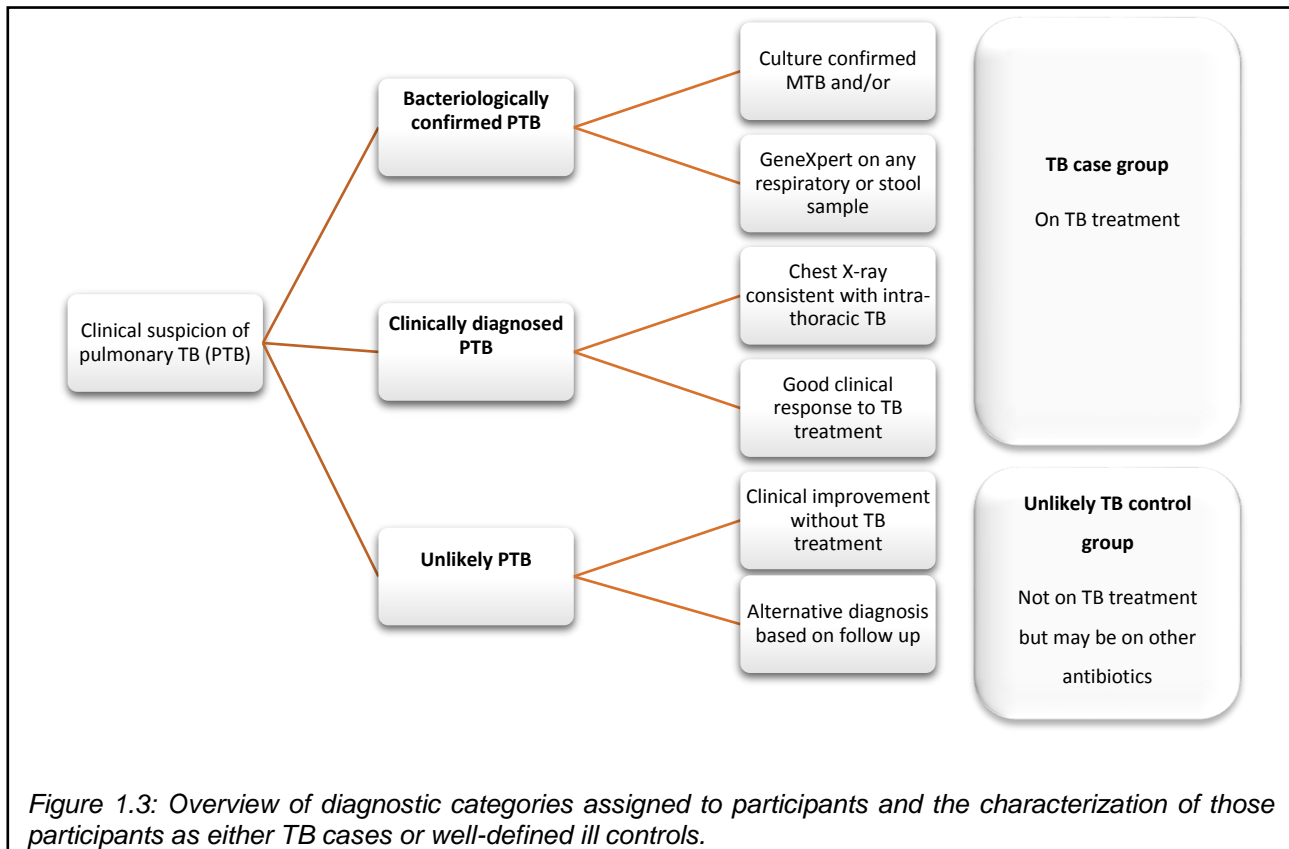 Clinical suspicion of
pulmonary TB (PTB)
Bacteriologically
confirmed PTB
Clinically diagnosed
PTB
Unlikely PTB
Culture confirmed
MTB and/or
GeneXpert on any
respiratory or stool
sample
Chest X-ray
consistent with intra-
thoracic TB
Good clinical
response to TB
treatment
Clinical improvement
without TB
treatment
Alternative diagnosis
based on follow up
TB case group
On TB treatment
Unlikely TB control
group
Not on TB treatment
but may be on other
antibiotics
Figure 1.3: Overview of diagnostic categories assigned to participants and the characterization of those
participants as either TB cases or well-defined ill controls.